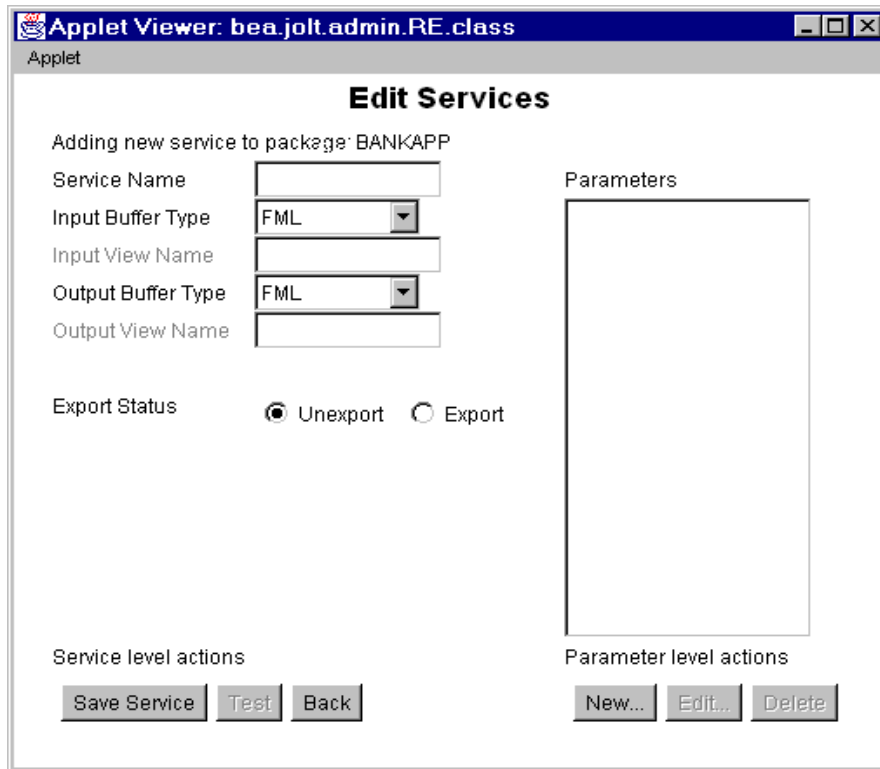 Applet Viewer: bea.jolt.admin.RE.class
Applet
Edit Services
Adding new service to package: BANKAPP
Service Name
Parameters
Input Buffer Type FML
Input View Name
Output Buffer Type FML
Output View Name
Export Status Unexport Export
Service level actions
Parameter level actions
Save Service Test Back
New... Edit... Delete